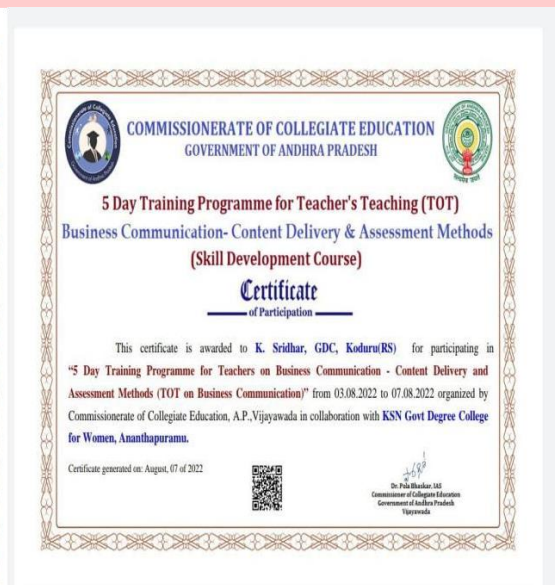 COMMISSIONERATE OF COLLEGIATE EDUCATION
GOVERNMENT OF ANDHRA PRADESH
5 Day Training Programme for Teacher's Teaching (TOT)
Business Communication- Content Delivery & Assessment Methods
(Skill Development Course)
Certificate
of Participation
This certificate is awarded to K. Sridhar, GDC, Koduru(RS) for participating in
“5 Day Training Programme for Teachers on Business Communication - Content Delivery and
Assessment Methods (TOT on Business Communication)” from 03.08.2022 to 07.08.2022 organized by
Commissionerate of Collegiate Education, A.P.,Vijayawada in collaboration with KSN Govt Degree College
for Women, Ananthapuramu.
Certificate generated on: August, 07 of 2022
Dr. Pola Bhaskar, IAS
Commissioner of Collegiate Education
Government of Andhra Pradesh
Vijayawada